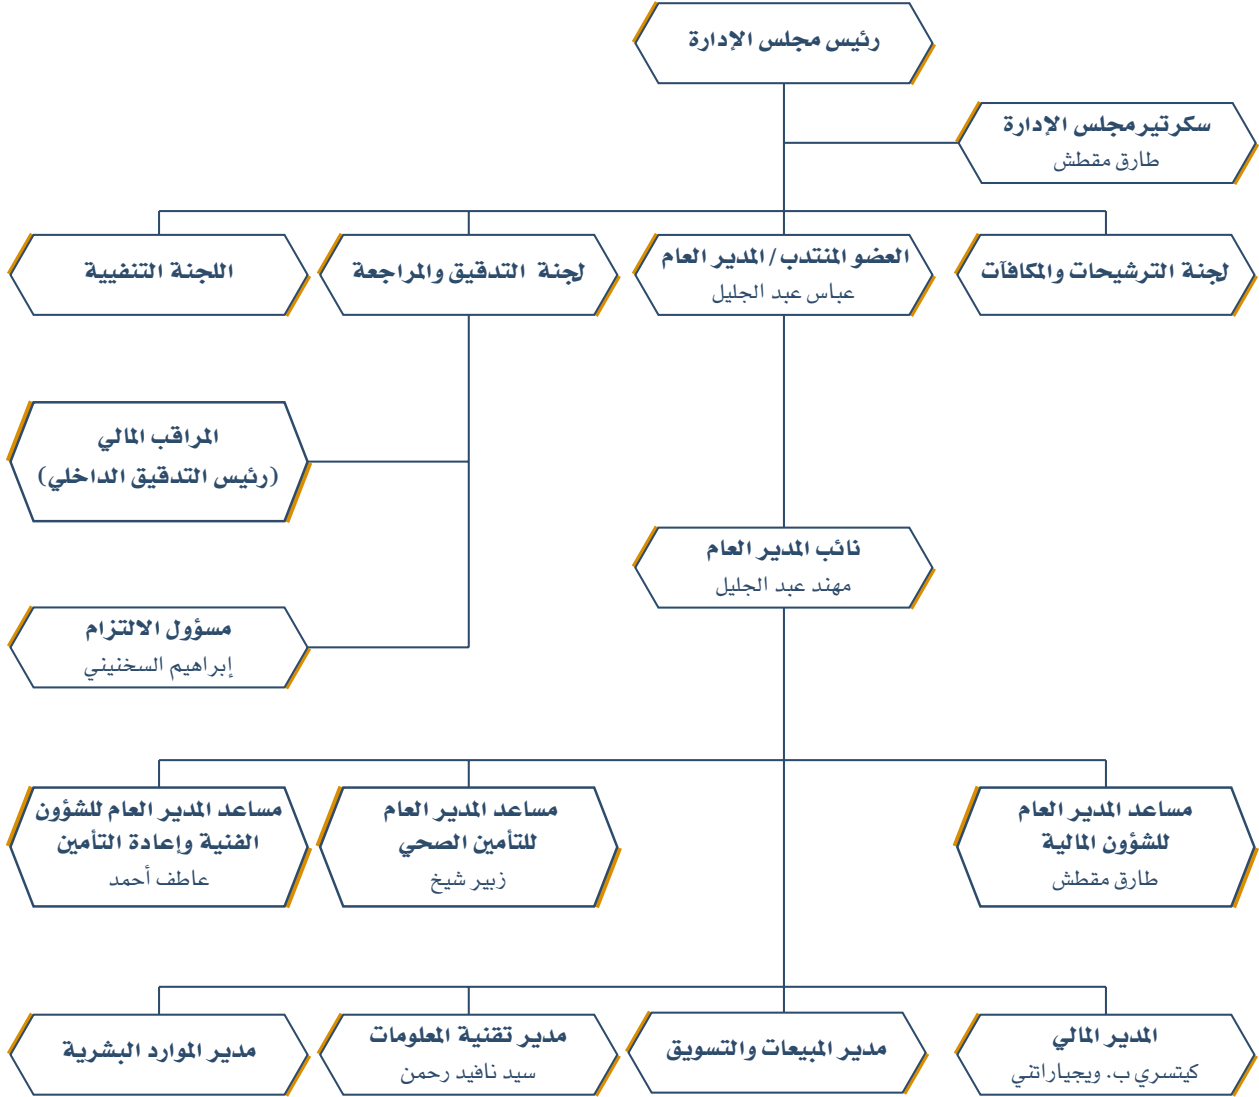 رئيس مجلس الإدارة
سكرتير مجلس الإدارة
طارق مقطش
لجنة الترشيحات والمكافآت
العضو المنتدب / المدير العام
عباس عبد الجليل
لجنة التدقيق والمراجعة
اللجنة التنفيية
المراقب المالي
(رئيس التدقيق الداخلي)
نائب المدير العام
مهند عبد الجليل
مسؤول الالتزام
إبراهيم السخنيني
مساعد المدير العام
للشؤون المالية
طارق مقطش
مساعد المدير العام
للتأمين الصحي
زبير شيخ
مساعد المدير العام للشؤون
الفنية وإعادة التأمين
عاطف أحمد
المدير المالي
كيتسري ب. ويجياراتني
مدير المبيعات والتسويق
مدير تقنية المعلومات
سيد نافيد رحمن
مدير الموارد البشرية